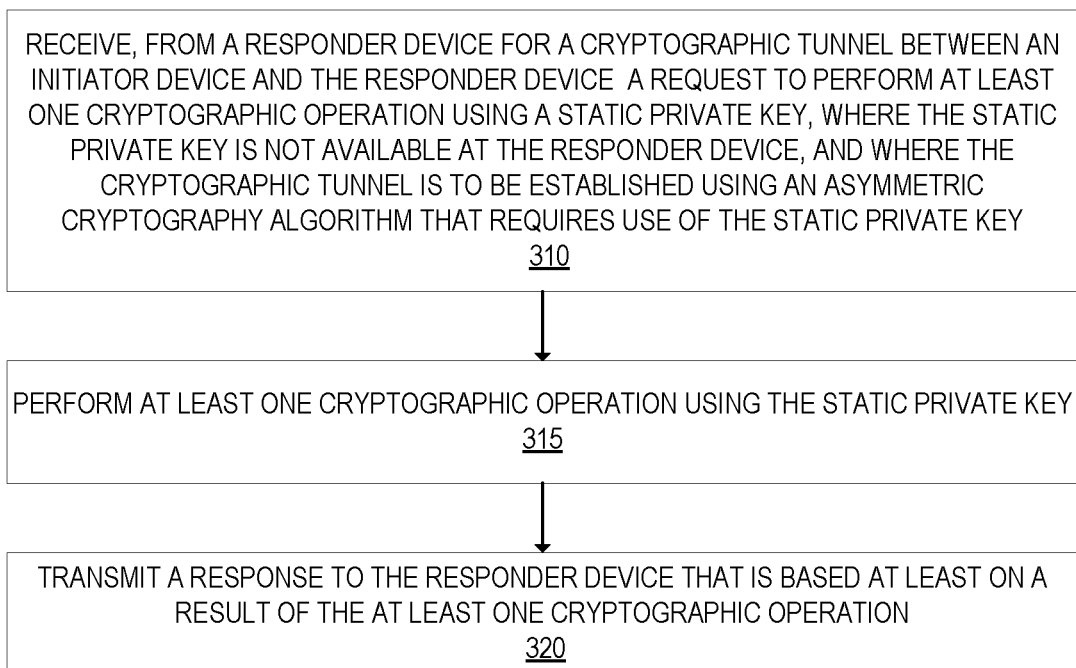 RECEIVE, FROM A RESPONDER DEVICE FOR A CRYPTOGRAPHIC TUNNEL BETWEEN AN
INITIATOR DEVICE AND THE RESPONDER DEVICE A REQUEST TO PERFORM AT LEAST
ONE CRYPTOGRAPHIC OPERATION USING A STATIC PRIVATE KEY, WHERE THE STATIC
PRIVATE KEY IS NOT AVAILABLE AT THE RESPONDER DEVICE, AND WHERE THE
CRYPTOGRAPHIC TUNNEL IS TO BE ESTABLISHED USING AN ASYMMETRIC
CRYPTOGRAPHY ALGORITHM THAT REQUIRES USE OF THE STATIC PRIVATE KEY
310
PERFORM AT LEAST ONE CRYPTOGRAPHIC OPERATION USING THE STATIC PRIVATE KEY
315
TRANSMIT A RESPONSE TO THE RESPONDER DEVICE THAT IS BASED AT LEAST ON A
RESULT OF THE AT LEAST ONE CRYPTOGRAPHIC OPERATION
320